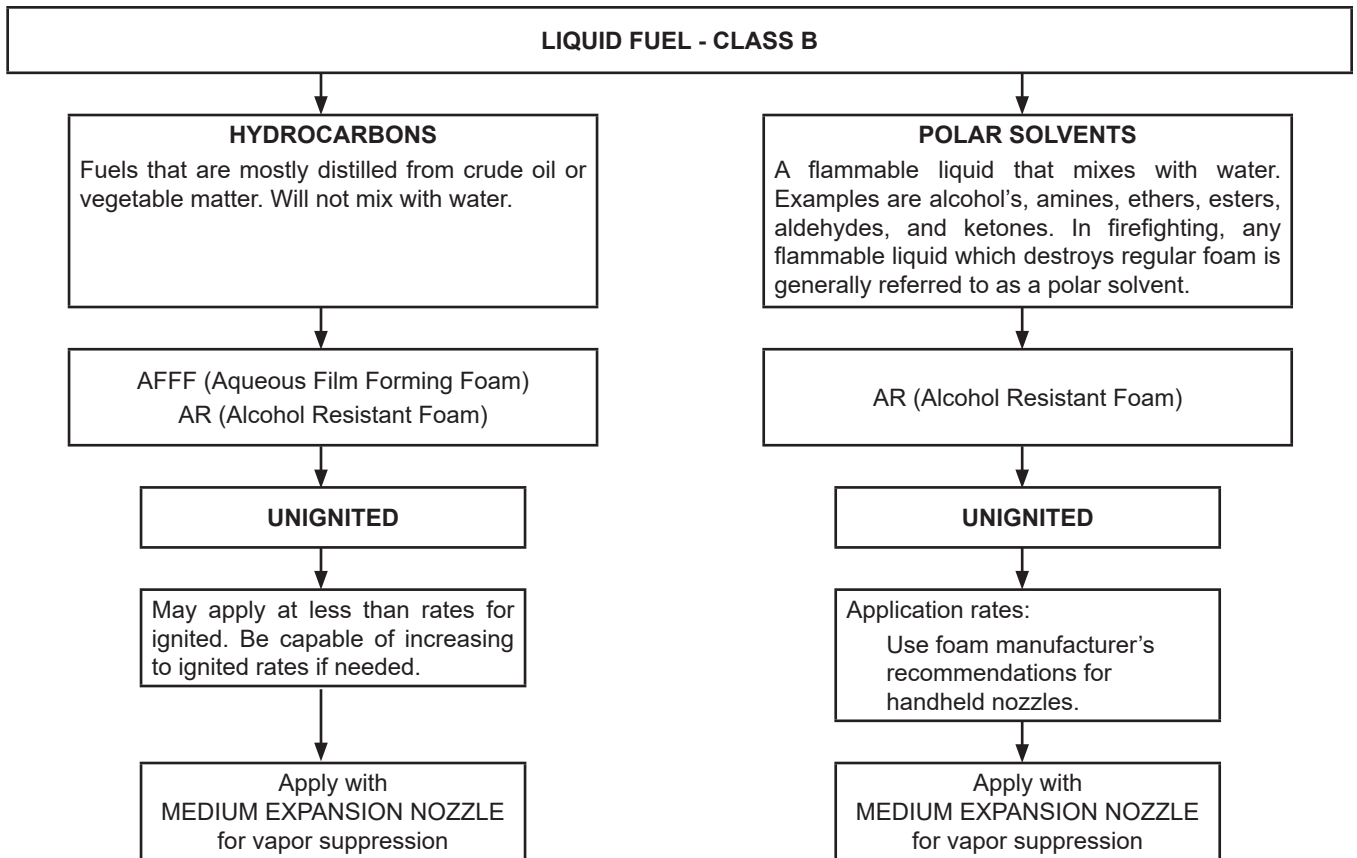 LIQUID FUEL - CLASS B
HYDROCARBONS
Fuels that are mostly distilled from crude oil or
vegetable matter. Will not mix with water.
POLAR SOLVENTS
A flammable liquid that mixes with water.
Examples are alcohol's, amines, ethers, esters,
aldehydes, and ketones. In firefighting, any
flammable liquid which destroys regular foam is
generally referred to as a polar solvent.
AFFF (Aqueous Film Forming Foam)
AR (Alcohol Resistant Foam)
AR (Alcohol Resistant Foam)
UNIGNITED
UNIGNITED
May apply at less than rates for
ignited. Be capable of increasing
to ignited rates if needed.
Application rates:
Use foam manufacturer's
recommendations for
handheld nozzles.
Apply with
MEDIUM EXPANSION NOZZLE
for vapor suppression
Apply with
MEDIUM EXPANSION NOZZLE
for vapor suppression